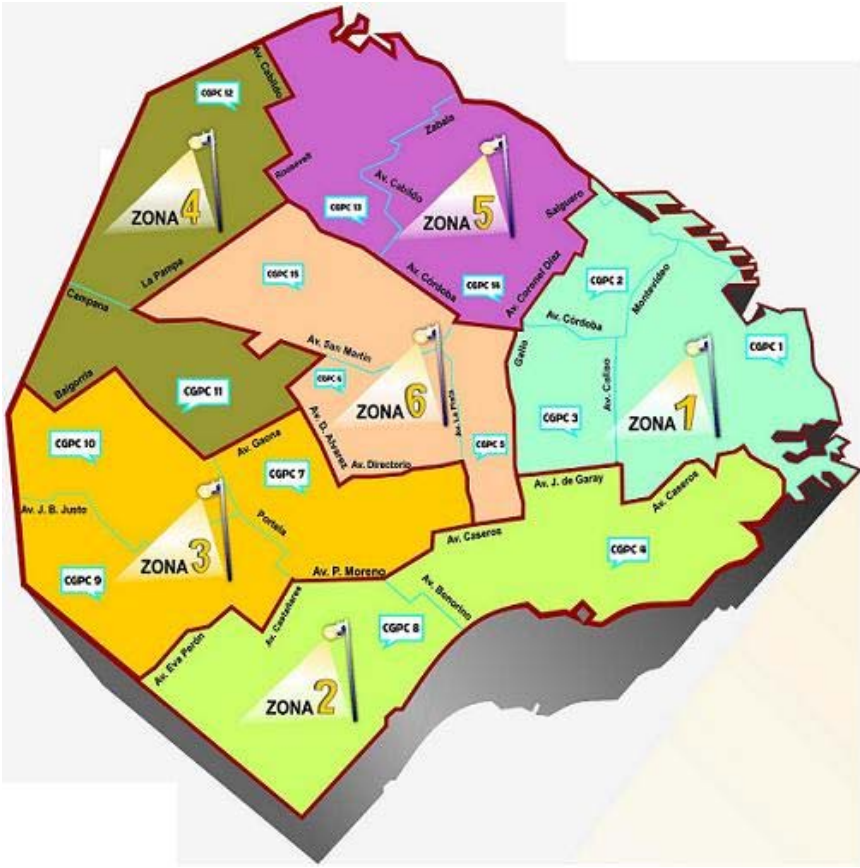 Av. Cabildo
CGPC 12
Zabala
Roosevelt
Av. Cabildo
CGPC 13
Salguero
ZONA 4
ZONA 5
La Pampa
CGPC 15
Av. Córdoba
CGPC 14
Av. Coronel Díaz
CGPC 2
Montevideo
Campana
Av. Córdoba
CGPC 1
Av. San Martín
Gallo
Av. Callao
Balgorria
CGPC 6
CGPC 11
ZONA 6
Av. La Plata
CGPC 3
ZONA 1
CGPC 10
Av. Gaona
Av. D. Alvarez
CGPC 5
Av. Directorio
CGPC 7
Av. J. de Garay
Av. Caseros
Av. J. B. Justo
Portela
Av. Caseros
CGPC 4
ZONA 3
CGPC 9
Av. P. Moreno
Av. Bonorino
Av. Castañares
CGPC 8
Av. Eva Perón
ZONA 2